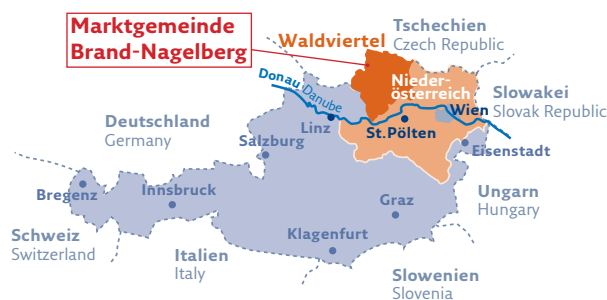 Marktgemeinde
Brand-Nagelberg
Waldviertel
Tschechien
Czech Republic
Donau Danube
Nieder-
österreich
Slowakei
Slovak Republic
Wien
Linz
St.Pölten
Deutschland
Germany
Salzburg
Eisenstadt
Bregenz
Innsbruck
Ungarn
Hungary
Graz
Schweiz
Switzerland
Klagenfurt
Italien
Italy
Slowenien
Slovenia